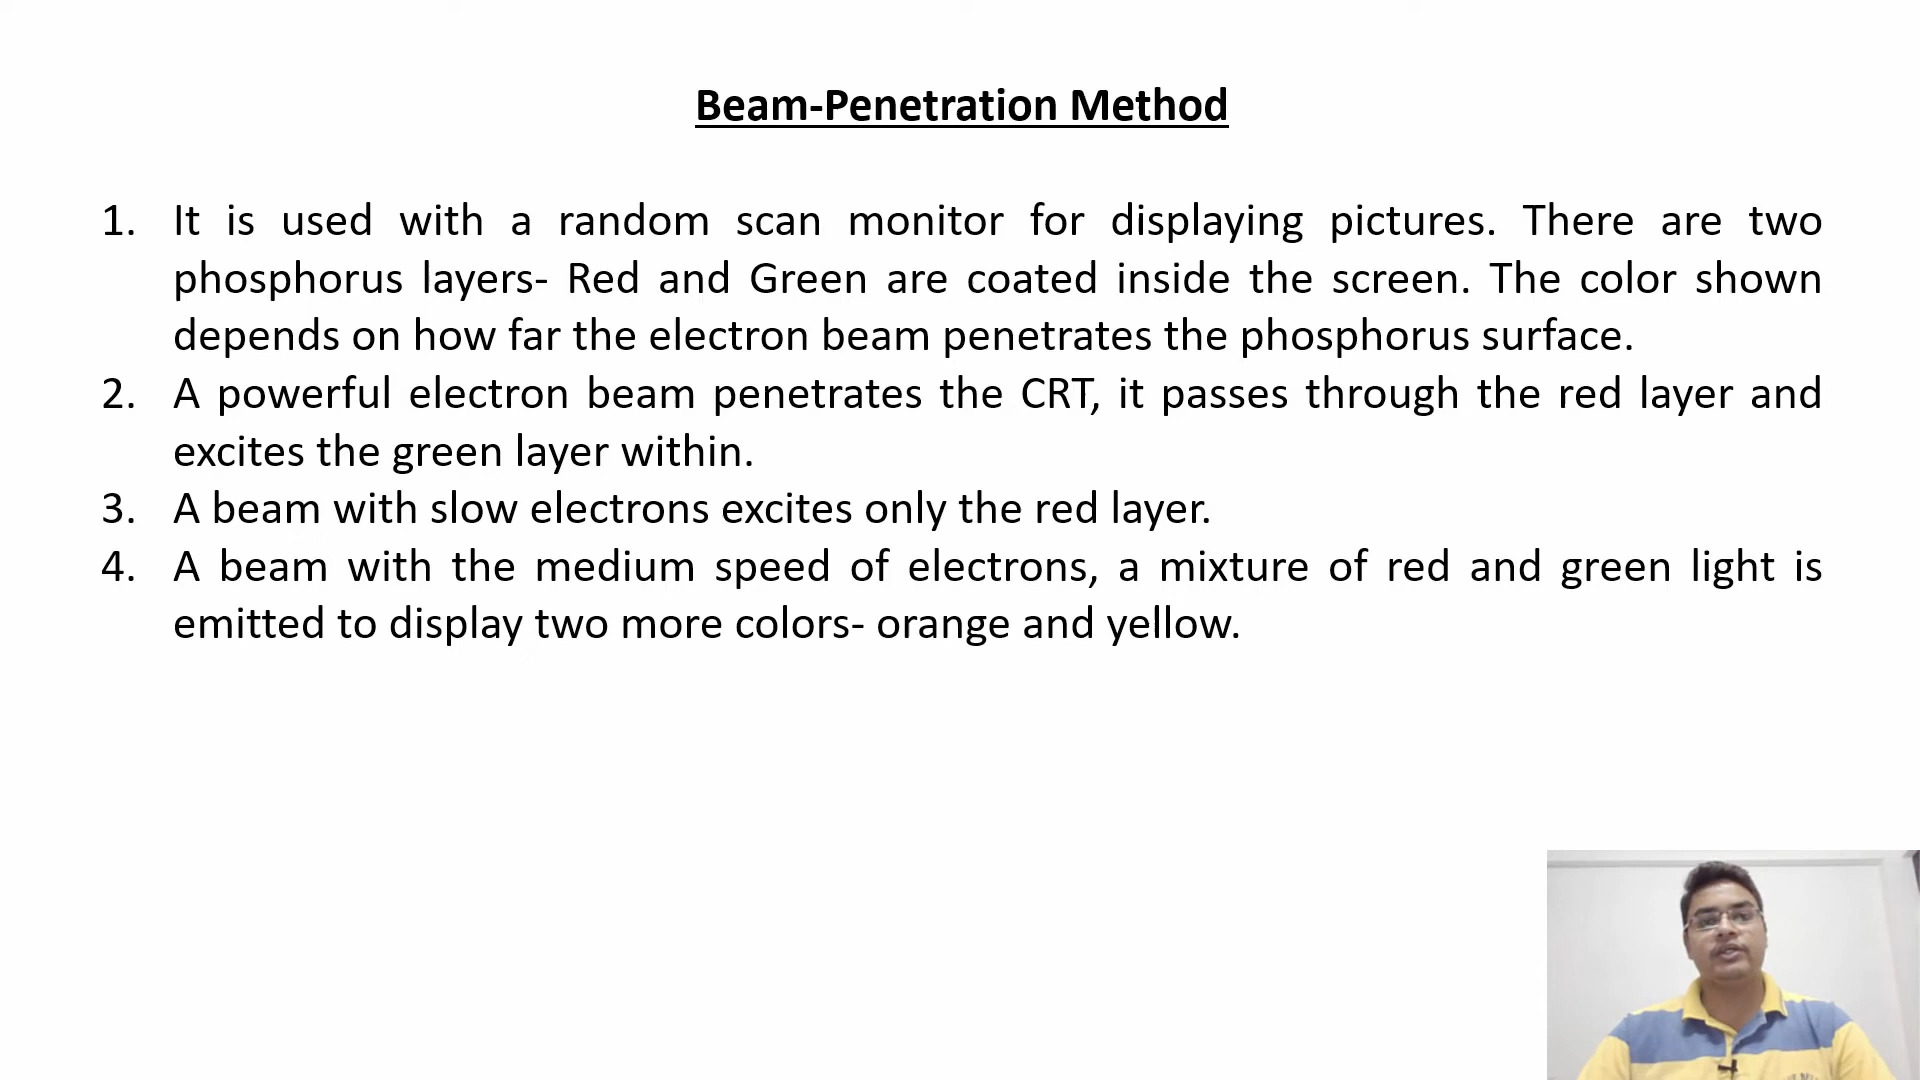 Beam-Penetration Method
1. It is used with a random scan monitor for displaying pictures. There are two
phosphorus layers- Red and Green are coated inside the screen. The color shown
depends on how far the electron beam penetrates the phosphorus surface.
2. A powerful electron beam penetrates the CRT, it passes through the red layer and
excites the green layer within.
3. A beam with slow electrons excites only the red layer.
4. A beam with the medium speed of electrons, a mixture of red and green light is
emitted to display two more colors- orange and yellow.